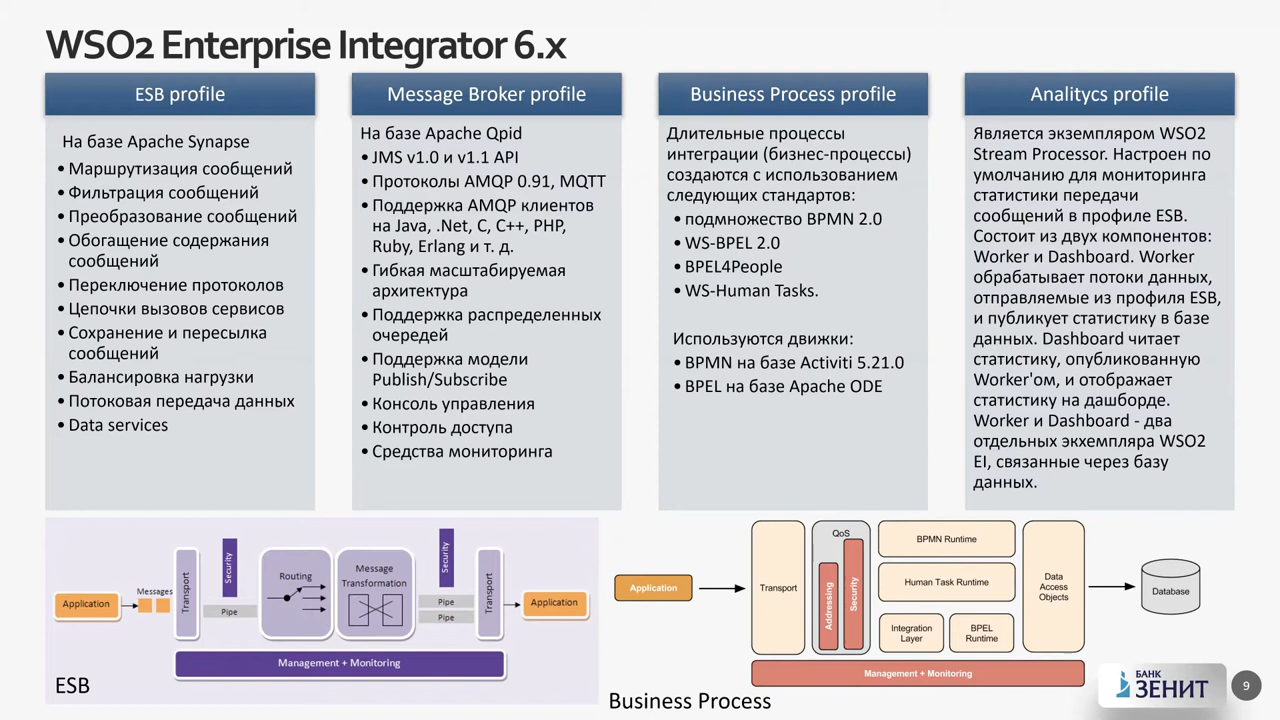 WSO2 Enterprise Integrator 6.x
ESB profile
На базе Apache Synapse
• Маршрутизация сообщений
• Фильтрация сообщений
• Преобразование сообщений
• Обогащение содержания
сообщений
• Переключение протоколов
• Цепочки вызовов сервисов
• Сохранение и пересылка
сообщений
• Балансировка нагрузки
• Потоковая передача данных
• Data services
Message Broker profile
На базе Apache Qpid
• JMS v1.0 и v1.1 API
• Протоколы AMQP 0.91, MQTT
• Поддержка AMQP клиентов
на Java, .Net, C, C++, PHP,
Ruby, Erlang и т. д.
• Гибкая масштабируемая
архитектура
• Поддержка распределенных
очередей
• Поддержка модели
Publish/Subscribe
• Консоль управления
• Контроль доступа
• Средства мониторинга
Business Process profile
Длительные процессы
интеграции (бизнес-процессы)
создаются с использованием
следующих стандартов:
• подмножество BPMN 2.0
• WS-BPEL 2.0
• BPEL4People
• WS-Human Tasks.
Используются движки:
• BPMN на базе Activiti 5.21.0
• BPEL на базе Apache ODE
Analitycs profile
Является экземпляром WSO2
Stream Processor. Настроен по
умолчанию для мониторинга
статистики передачи
сообщений в профиле ESB.
Состоит из двух компонентов:
Worker и Dashboard. Worker
обрабатывает потоки данных,
отправляемые из профиля ESB,
и публикует статистику в базе
данных. Dashboard читает
статистику, опубликованную
Worker'ом, и отображает
статистику на дашборде.
Worker и Dashboard - два
отдельных экхемпляра WSO2
EI, связанные через базу
данных.
Application
Messages
Transport
Security
Pipe
Routing
Message
Transformation
Security
Pipe
Pipe
Transport
Application
Management + Monitoring
ESB
Application
Transport
QoS
Addressing
Security
BPMN Runtime
Human Task Runtime
Integration
Layer
BPEL
Runtime
Data
Access
Objects
Database
Management + Monitoring
Business Process
БАНК
ЗЕНИТ
9